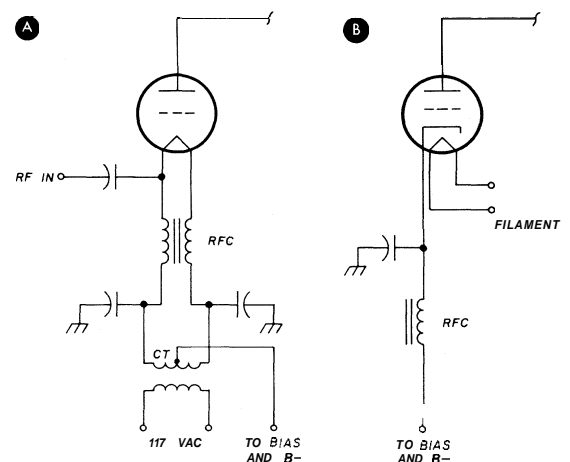 A
B
RF IN
RFC
FILAMENT
CT
RFC
117 VAC
TO BIAS
AND B–
TO BIAS
AND B–